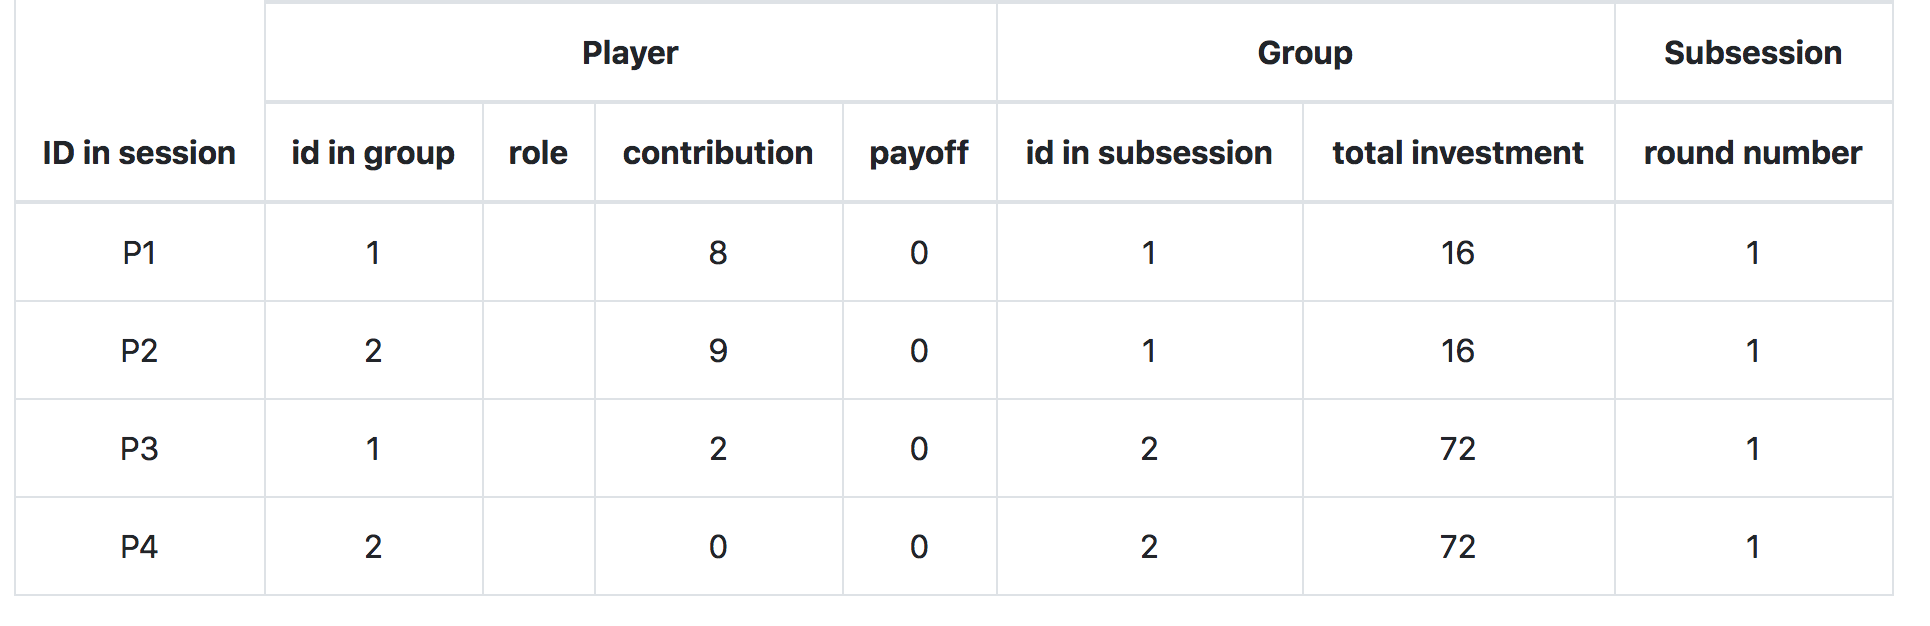 Player Group Subsession
ID in session id in group role contribution payoff id in subsession total investment round number
P1 1 8 0 1 16 1
P2 2 9 0 1 16 1
P3 1 2 0 2 72 1
P4 2 0 0 2 72 1